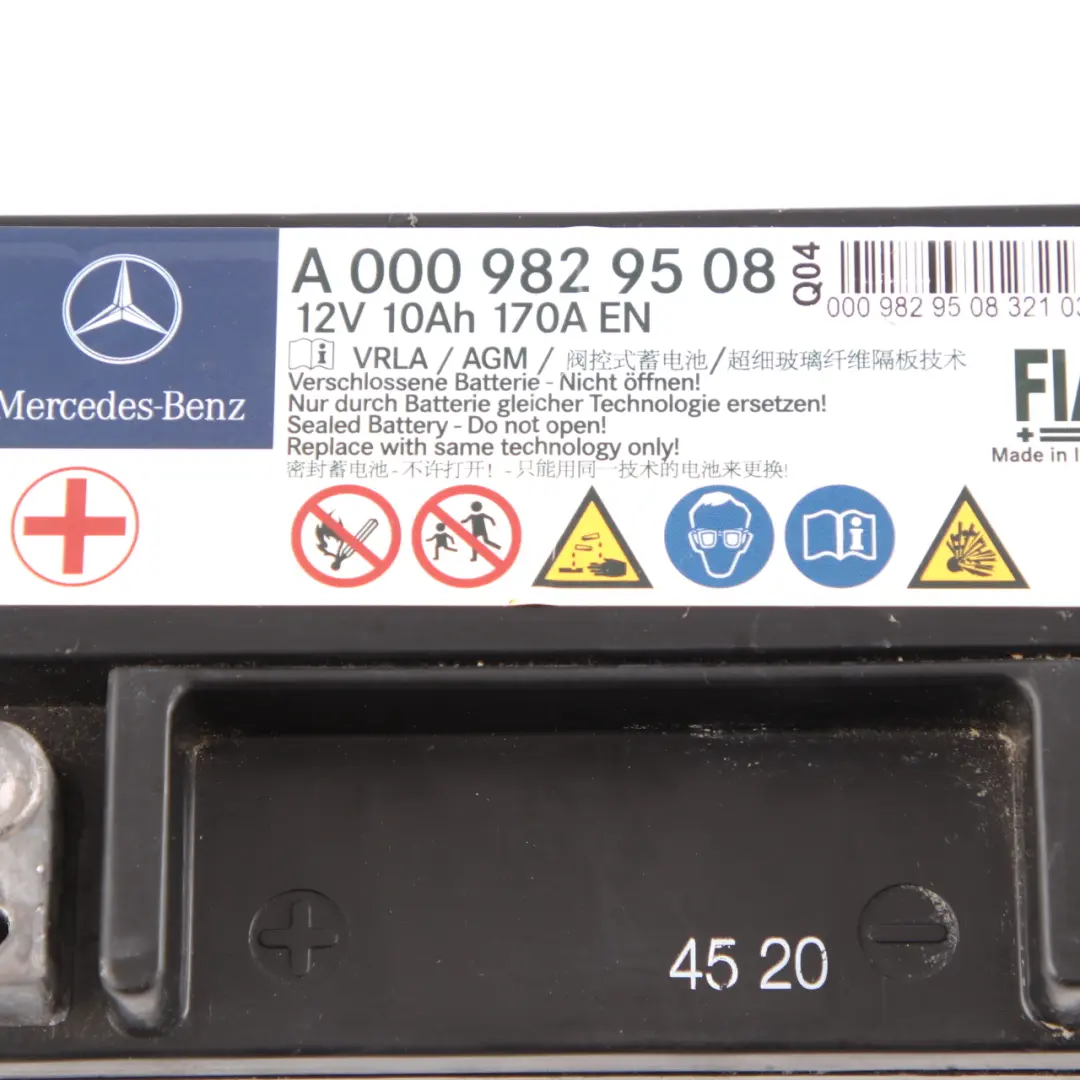 Mercedes-Benz
A 000 982 95 08
12V 10Ah 170A EN
VRLA / AGM / 阀控式蓄电池/超细玻璃纤维隔板技术
Verschlossene Batterie - Nicht öffnen!
Nur durch Batterie gleicher Technologie ersetzen!
Sealed Battery - Do not open!
Replace with same technology only!
密封蓄电池 - 不许打开! - 只能用同一技术的电池来更换!
Q04
000 982 95 08 321 03
FIA
Made in I
45 20